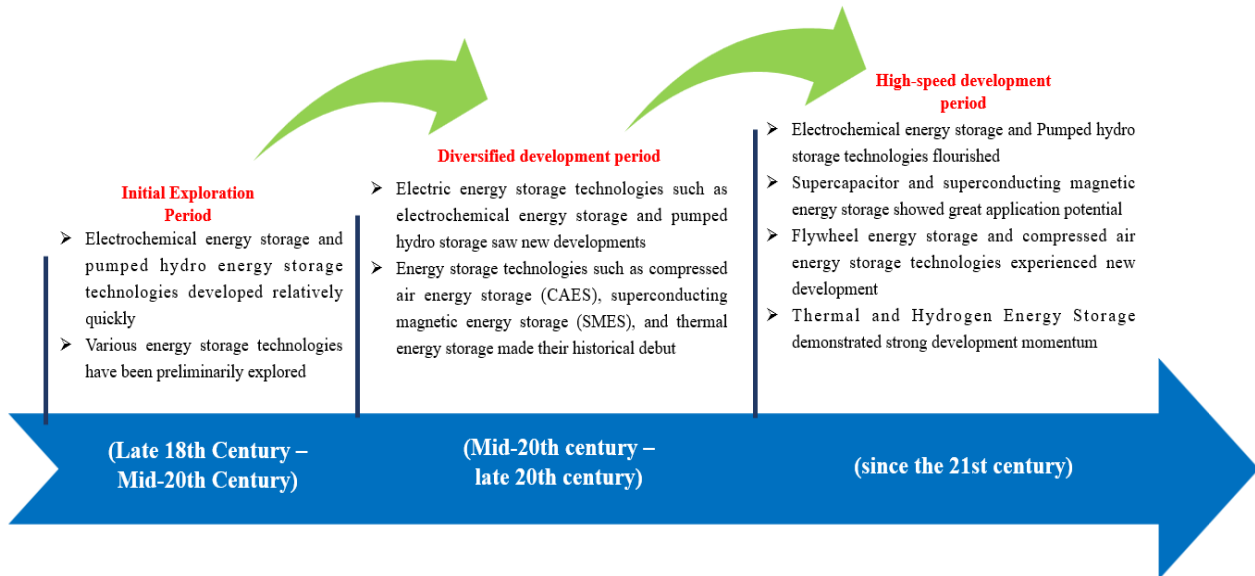 Initial Exploration
Period
➢ Electrochemical energy storage and
pumped hydro energy storage
technologies developed relatively
quickly
➢ Various energy storage technologies
have been preliminarily explored
(Late 18th Century –
Mid-20th Century)
Diversified development period
➢ Electric energy storage technologies such as
electrochemical energy storage and pumped
hydro storage saw new developments
➢ Energy storage technologies such as compressed
air energy storage (CAES), superconducting
magnetic energy storage (SMES), and thermal
energy storage made their historical debut
(Mid-20th century –
late 20th century)
High-speed development
period
➢ Electrochemical energy storage and Pumped hydro
storage technologies flourished
➢ Supercapacitor and superconducting magnetic
energy storage showed great application potential
➢ Flywheel energy storage and compressed air
energy storage technologies experienced new
development
➢ Thermal and Hydrogen Energy Storage
demonstrated strong development momentum
(since the 21st century)